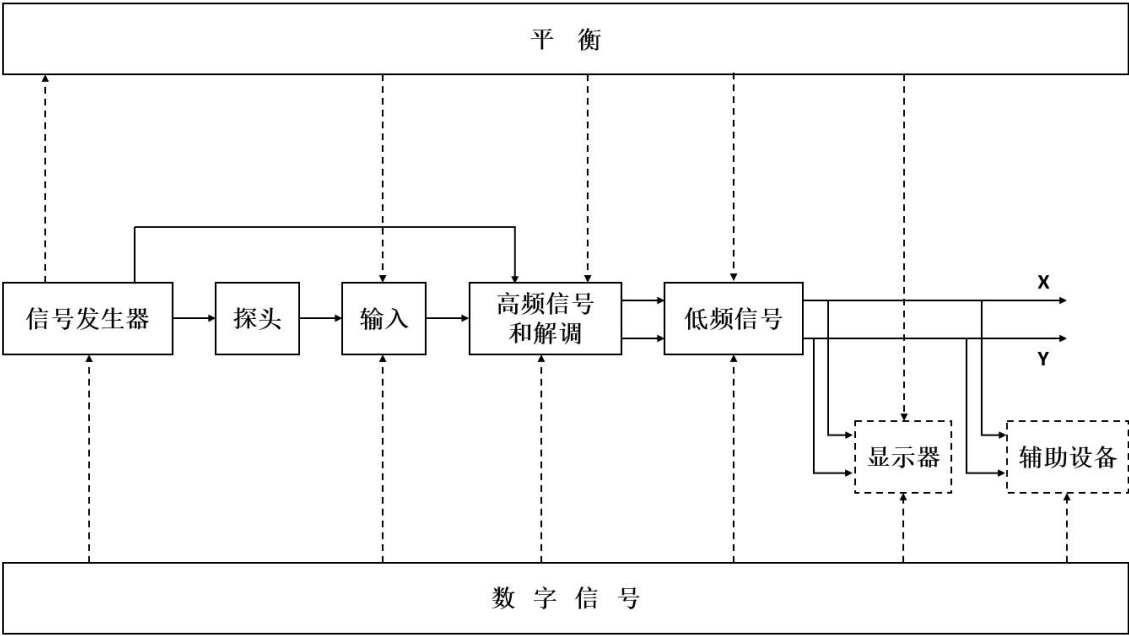 平 衡
X
信号发生器
探头
输入
高频信号
和解调
低频信号
Y
显示器
辅助设备
数 字 信 号